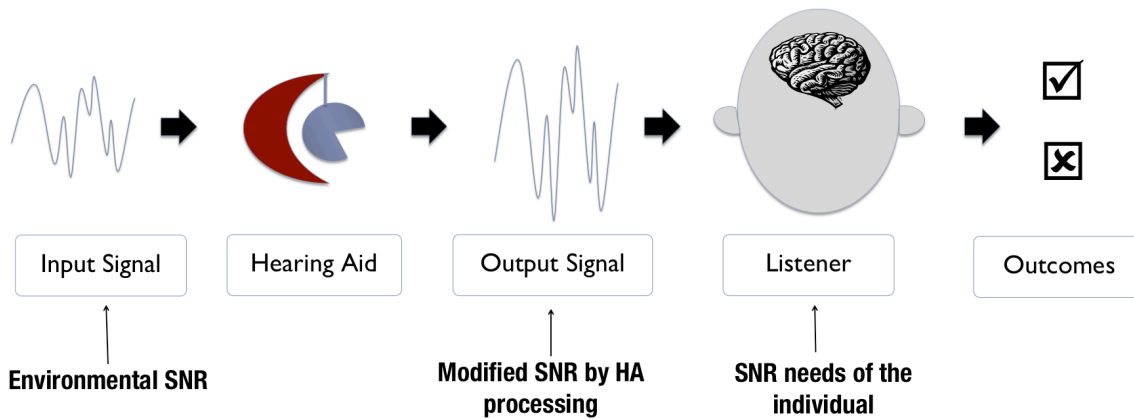 Input Signal
Hearing Aid
Output Signal
Listener
Outcomes
Environmental SNR
Modified SNR by HA
processing
SNR needs of the
individual